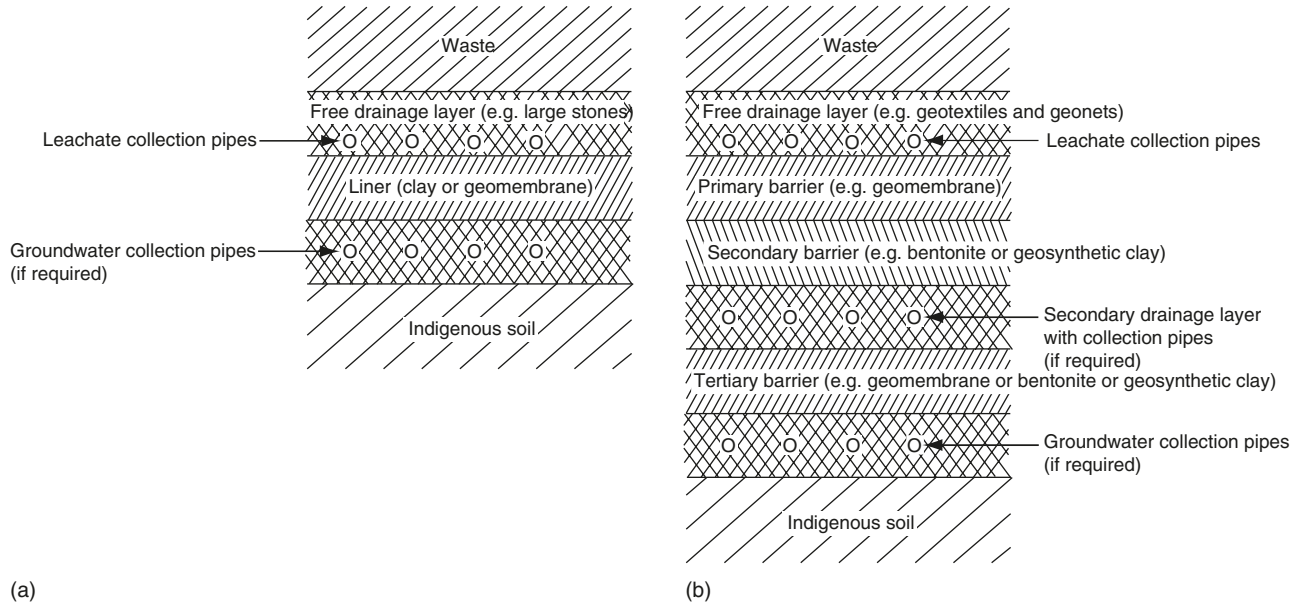 Waste
Free drainage layer (e.g. large stones)
Leachate collection pipes
O O O O
Liner (clay or geomembrane)
Groundwater collection pipes
(if required)
O O O O
Indigenous soil
(a)
Waste
Free drainage layer (e.g. geotextiles and geonets)
O O O O
Leachate collection pipes
Primary barrier (e.g. geomembrane)
Secondary barrier (e.g. bentonite or geosynthetic clay)
O O O O
Secondary drainage layer
with collection pipes
(if required)
Tertiary barrier (e.g. geomembrane or bentonite or geosynthetic clay)
O O O O
Groundwater collection pipes
(if required)
Indigenous soil
(b)